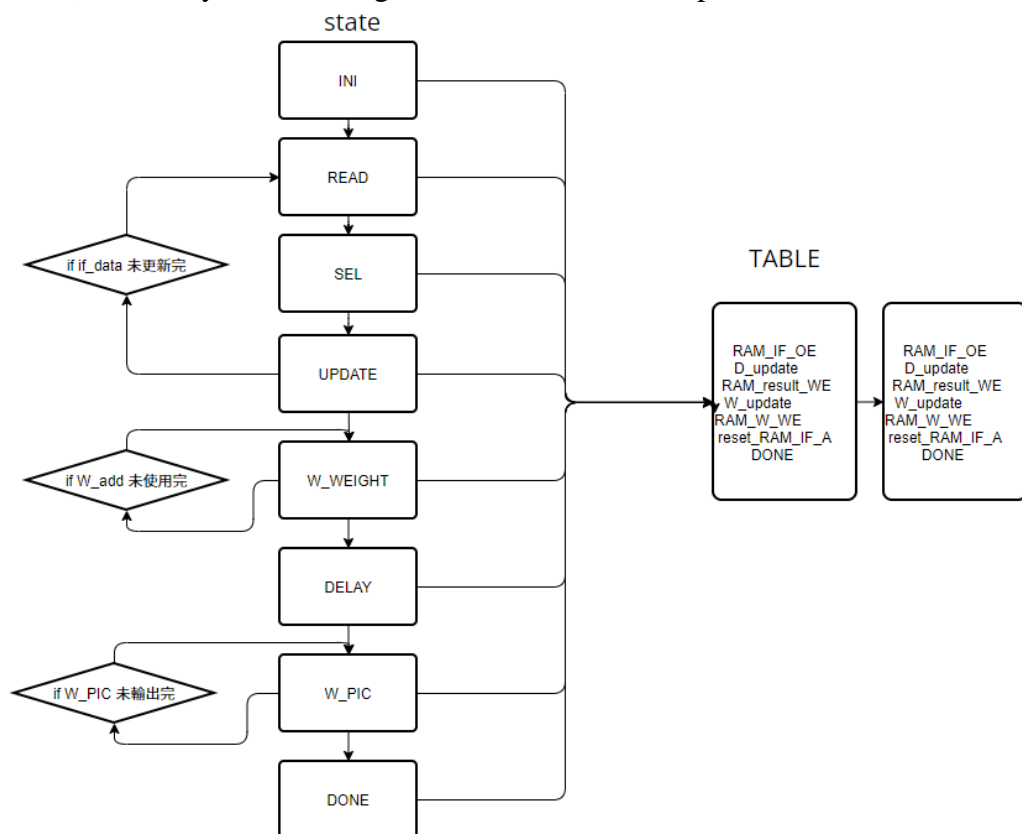 state
INI
READ
if if_data 未更新完
SEL
UPDATE
if W_add 未使用完
W_WEIGHT
DELAY
if W_PIC 未輸出完
W_PIC
DONE
TABLE
RAM_IF_OE
D_update
RAM_result_WE
W_update
RAM_W_WE
reset_RAM_IF_A
DONE
RAM_IF_OE
D_update
RAM_result_WE
W_update
RAM_W_WE
reset_RAM_IF_A
DONE